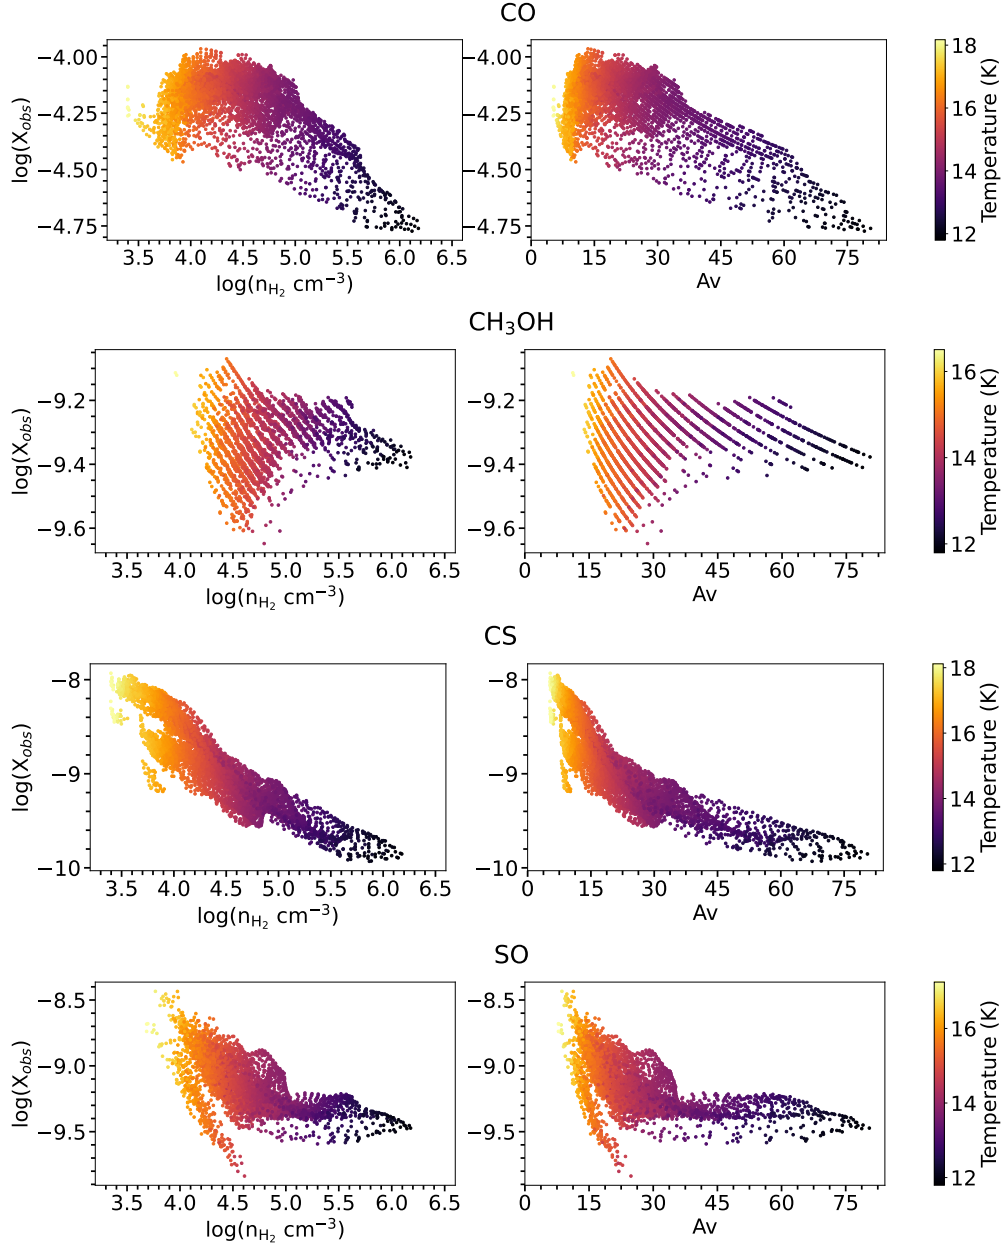 CO
−4.00
−4.25
−4.50
−4.75
log(X_obs)
4.0 4.5 5.0 5.5 6.0 6.5
log(n_H₂ cm⁻³)
−4.00
−4.25
−4.50
−4.75
0 15 30 45 60 75
Av
18
16
14
12
Temperature (K)
CH₃OH
−9.2
−9.4
−9.6
log(X_obs)
3.5 4.0 4.5 5.0 5.5 6.0 6.5
log(n_H₂ cm⁻³)
−9.2
−9.4
−9.6
0 15 30 45 60 75
Av
16
14
12
Temperature (K)
CS
−8
−9
−10
log(X_obs)
3.5 4.0 4.5 5.0 5.5 6.0 6.5
log(n_H₂ cm⁻³)
−8
−9
−10
0 15 30 45 60 75
Av
18
16
14
12
Temperature (K)
SO
−8.5
−9.0
−9.5
log(X_obs)
3.5 4.0 4.5 5.0 5.5 6.0 6.5
log(n_H₂ cm⁻³)
−8.5
−9.0
−9.5
0 15 30 45 60 75
Av
16
14
12
Temperature (K)